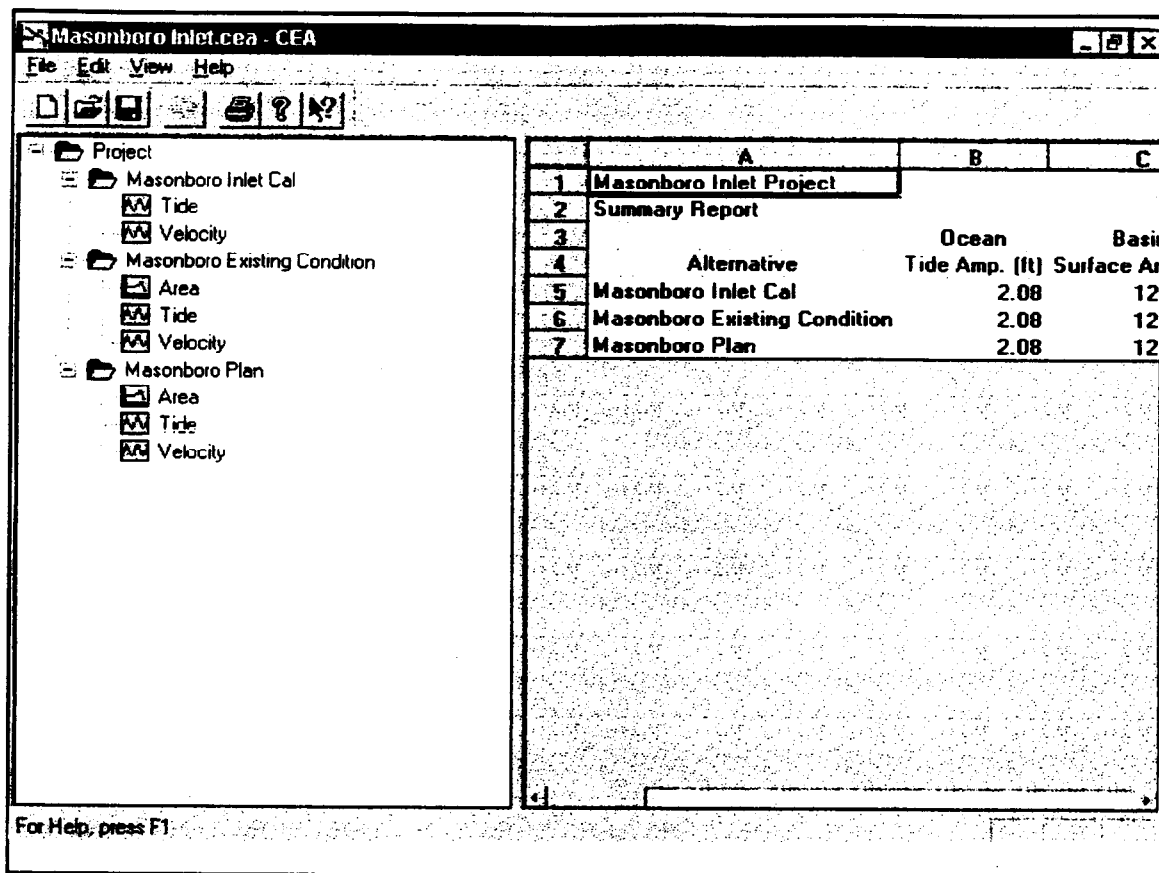 Masonboro Inlet.cea - CEA
File Edit View Help
Project
Masonboro Inlet Cal
Tide
Velocity
Masonboro Existing Condition
Area
Tide
Velocity
Masonboro Plan
Area
Tide
Velocity
A B C
1 Masonboro Inlet Project
2 Summary Report
3 Ocean Basin
4 Alternative Tide Amp. (ft) Surface Ar
5 Masonboro Inlet Cal 2.08 12
6 Masonboro Existing Condition 2.08 12
7 Masonboro Plan 2.08 12
For Help, press F1